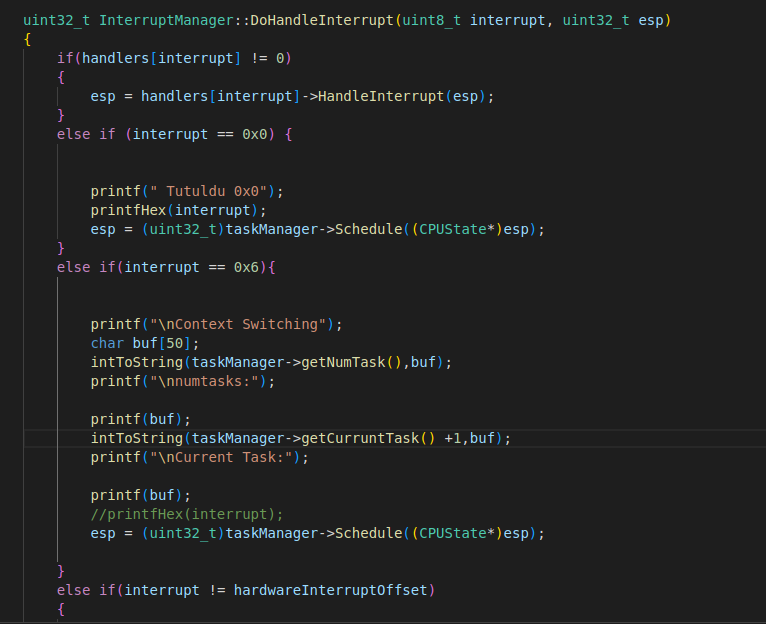 uint32_t InterruptManager::DoHandleInterrupt(uint8_t interrupt, uint32_t esp)
{
    if(handlers[interrupt] != 0)
    {
        esp = handlers[interrupt]->HandleInterrupt(esp);
    }
    else if (interrupt == 0x0) {
        printf(" Tutuldu 0x0");
        printfHex(interrupt);
        esp = (uint32_t)taskManager->Schedule((CPUState*)esp);
    }
    else if(interrupt == 0x6){
        printf("\nContext Switching");
        char buf[50];
        intToString(taskManager->getNumTask(),buf);
        printf("\nnumtasks:");
        printf(buf);
        intToString(taskManager->getCurruntTask() +1,buf);
        printf("\nCurrent Task:");
        printf(buf);
        //printfHex(interrupt);
        esp = (uint32_t)taskManager->Schedule((CPUState*)esp);
    }
    else if(interrupt != hardwareInterruptOffset)
    {